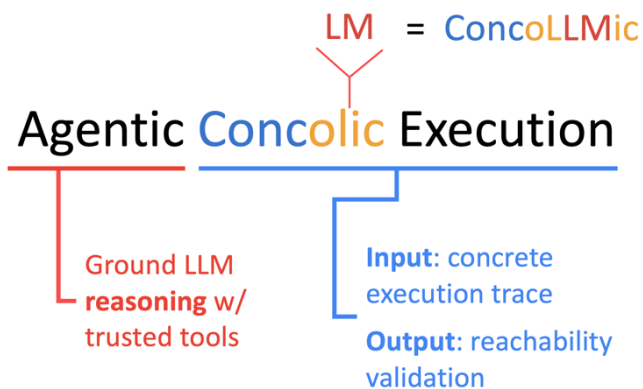 LM = ConcoLLMic
Agentic Concolic Execution
Ground LLM
reasoning w/
trusted tools
Input: concrete
execution trace
Output: reachability
validation